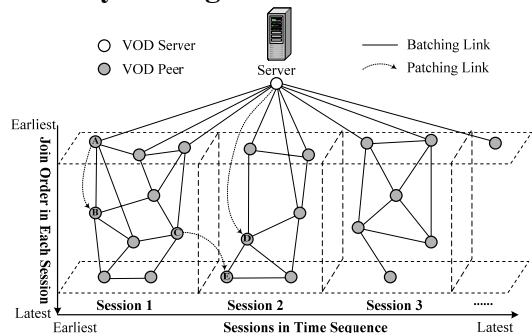 VOD Server
VOD Peer
Server
Batching Link
Patching Link
Earliest
Join Order in Each Session
Latest
A
B
C
D
E
Session 1
Session 2
Session 3
......
Earliest
Sessions in Time Sequence
Latest